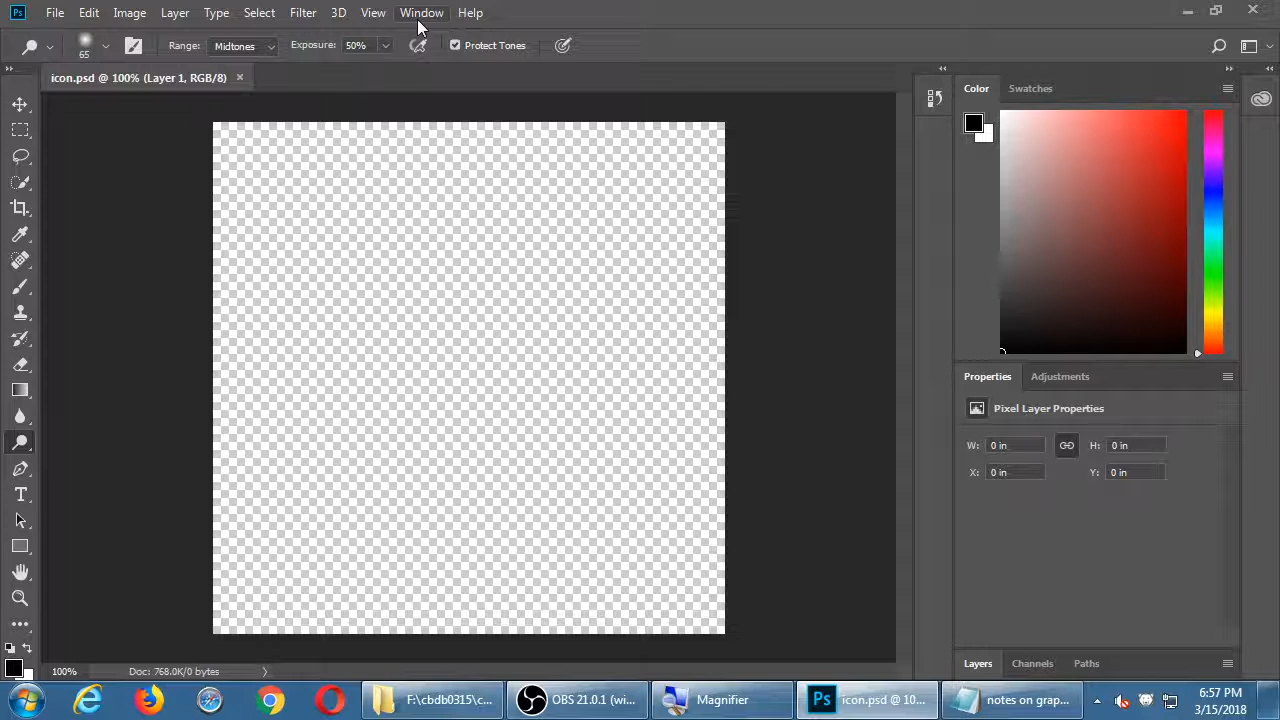 Ps File Edit Image Layer Type Select Filter 3D View Window Help
65 Range: Midtones Exposure: 50% Protect Tones
icon.psd @ 100% (Layer 1, RGB/8) ×
Color Swatches
Properties Adjustments
Pixel Layer Properties
W: 0 in H: 0 in
X: 0 in Y: 0 in
T
Layers Channels Paths
100% Doc: 768.0K/0 bytes
F:\cbdb0315\c... OBS 21.0.1 (wi... Magnifier Ps icon.psd @ 10... notes on grap...
6:57 PM
3/15/2018